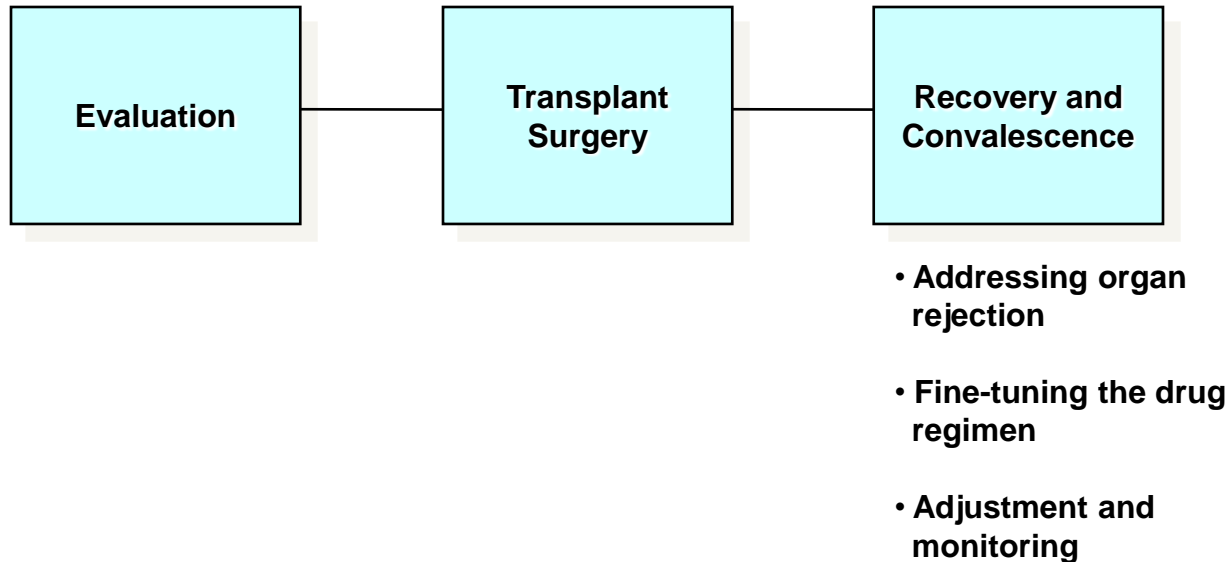 Evaluation
Transplant
Surgery
Recovery and
Convalescence
• Addressing organ
rejection
• Fine-tuning the drug
regimen
• Adjustment and
monitoring